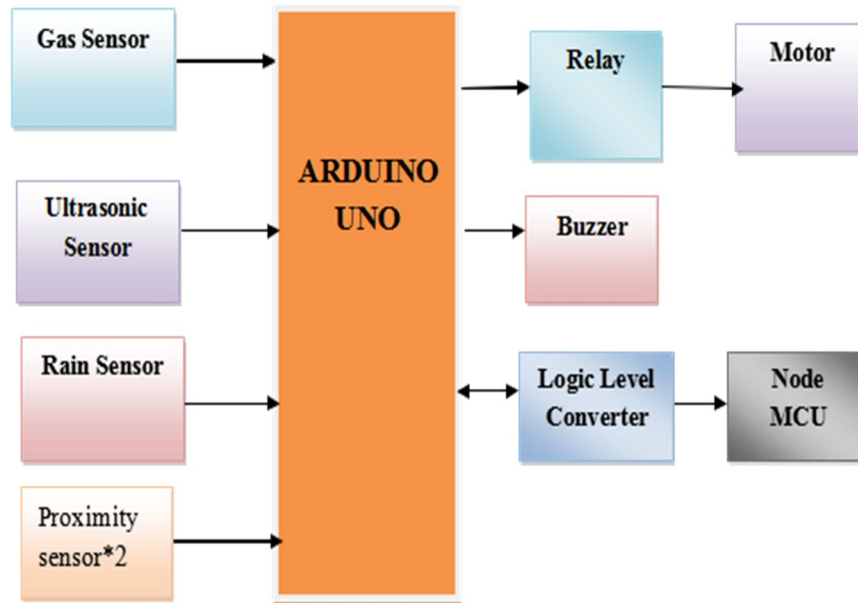 Gas Sensor
Ultrasonic
Sensor
Rain Sensor
Proximity
sensor*2
ARDUINO
UNO
Relay
Motor
Buzzer
Logic Level
Converter
Node
MCU